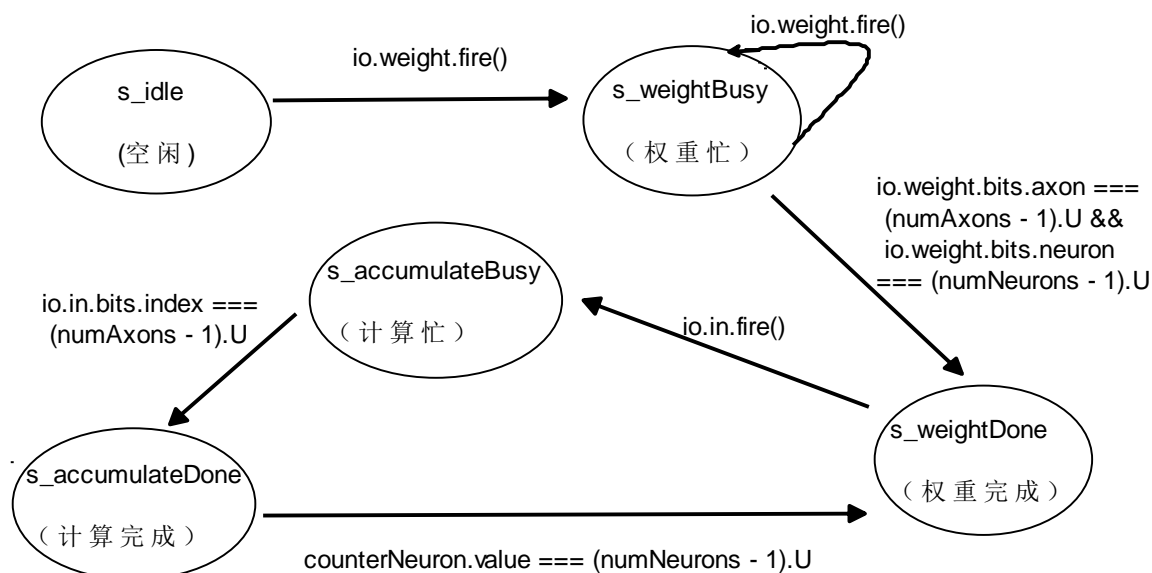 io.weight.fire()
io.weight.fire()
s_idle
(空闲)
s_weightBusy
（权重忙）
io.weight.bits.axon ===
(numAxons - 1).U &&
io.weight.bits.neuron
=== (numNeurons - 1).U
s_accumulateBusy
（计算忙）
io.in.bits.index ===
(numAxons - 1).U
io.in.fire()
s_weightDone
（权重完成）
s_accumulateDone
（计算完成）
counterNeuron.value === (numNeurons - 1).U